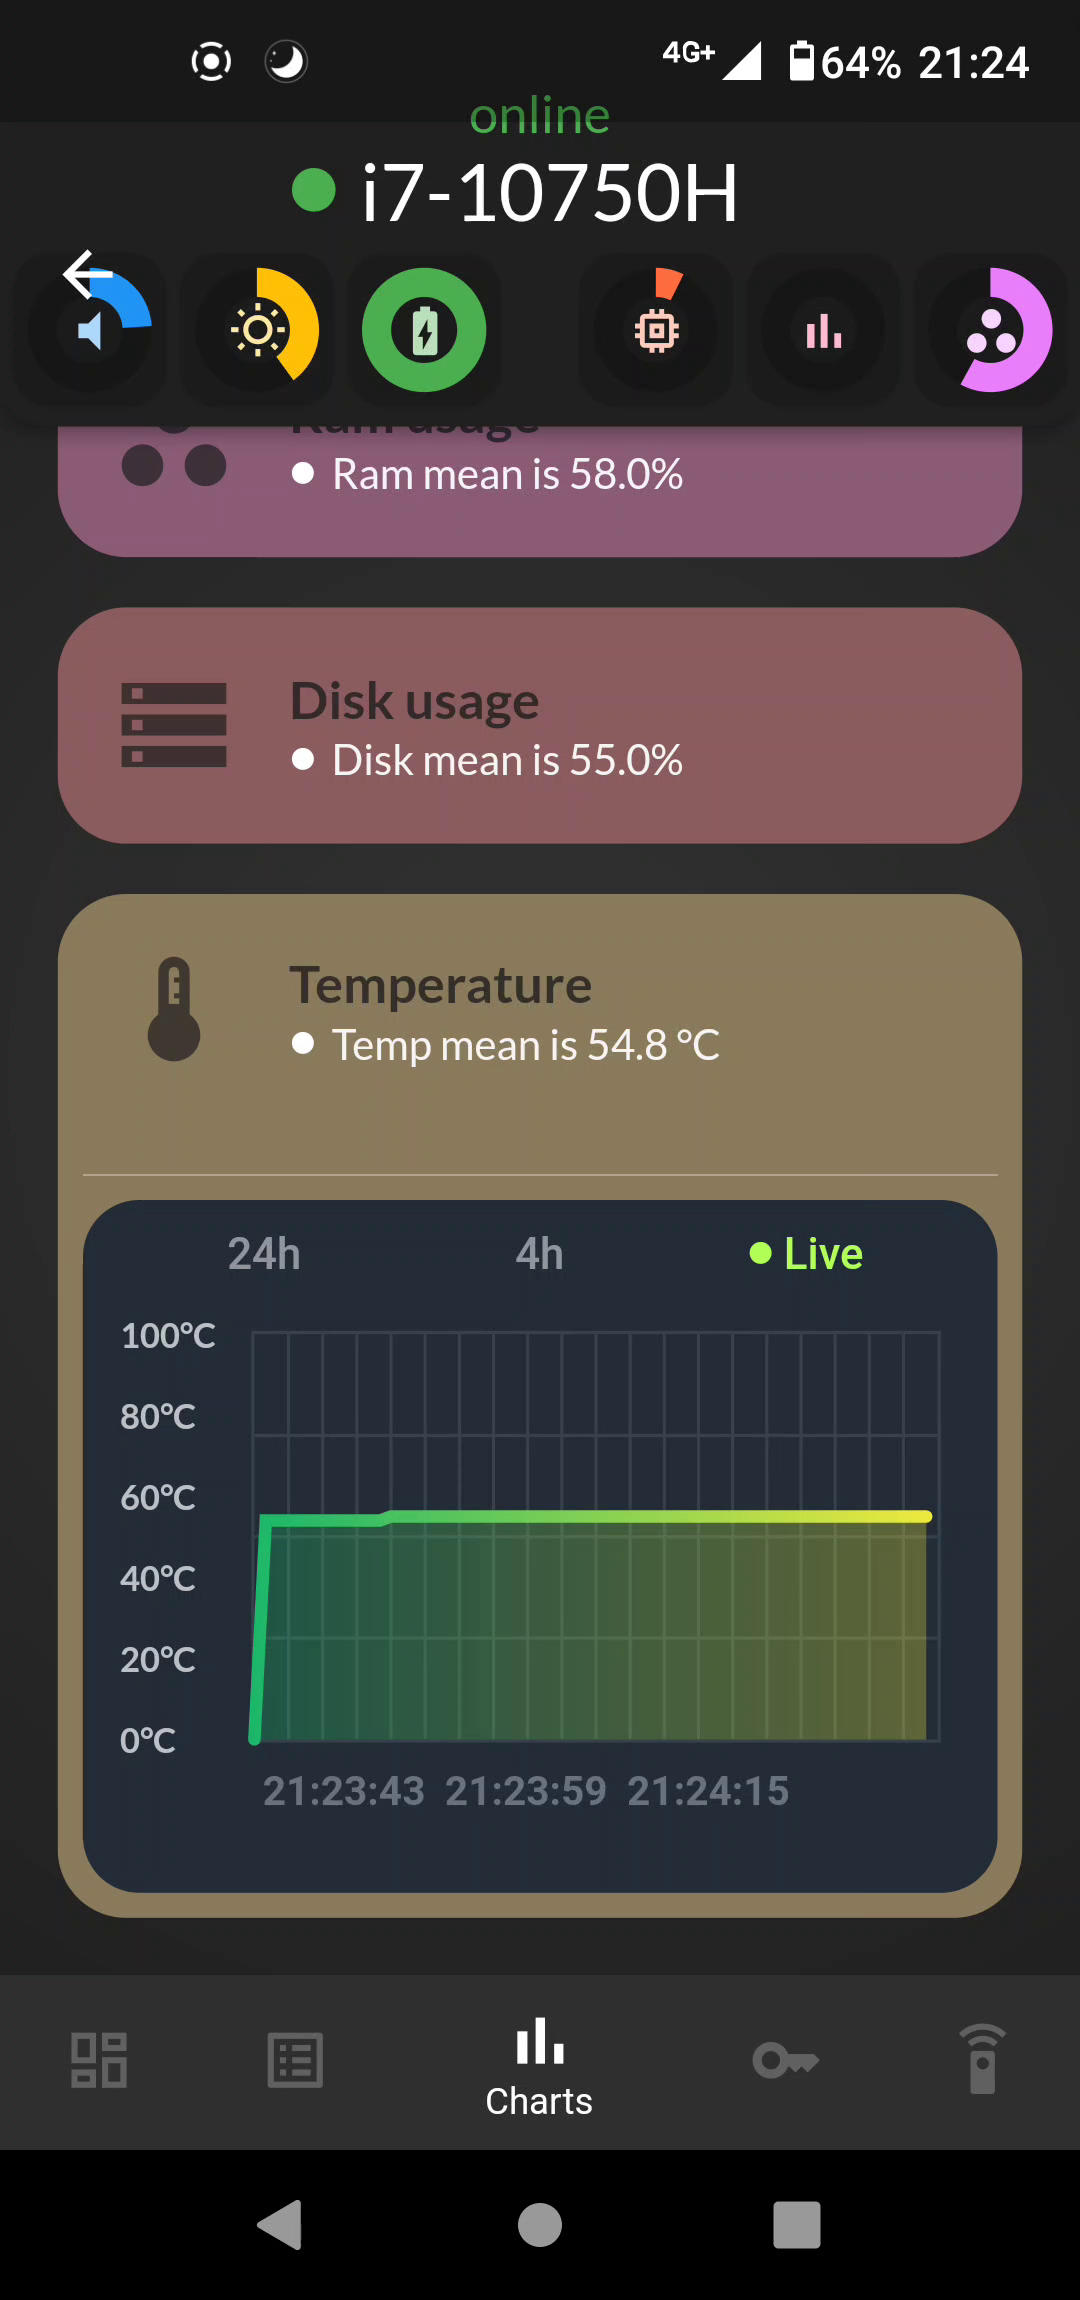 4G+ 64% 21:24
online
i7-10750H
Ram usage
Ram mean is 58.0%
Disk usage
Disk mean is 55.0%
Temperature
Temp mean is 54.8 °C
24h 4h Live
100°C
80°C
60°C
40°C
20°C
0°C
21:23:43 21:23:59 21:24:15
Charts